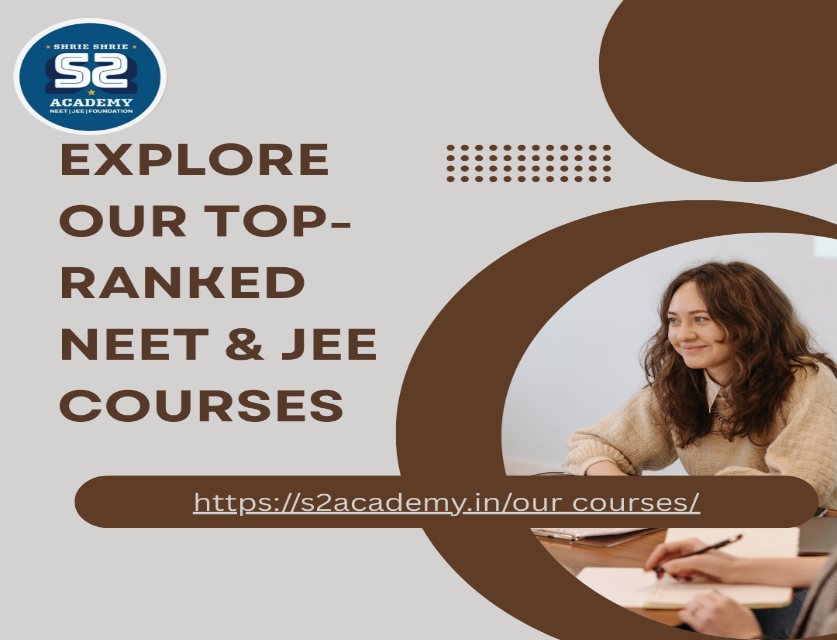 SHRIE SHRIE
S2
ACADEMY
NEET | JEE | FOUNDATION
EXPLORE
OUR TOP-
RANKED
NEET & JEE
COURSES
https://s2academy.in/our courses/